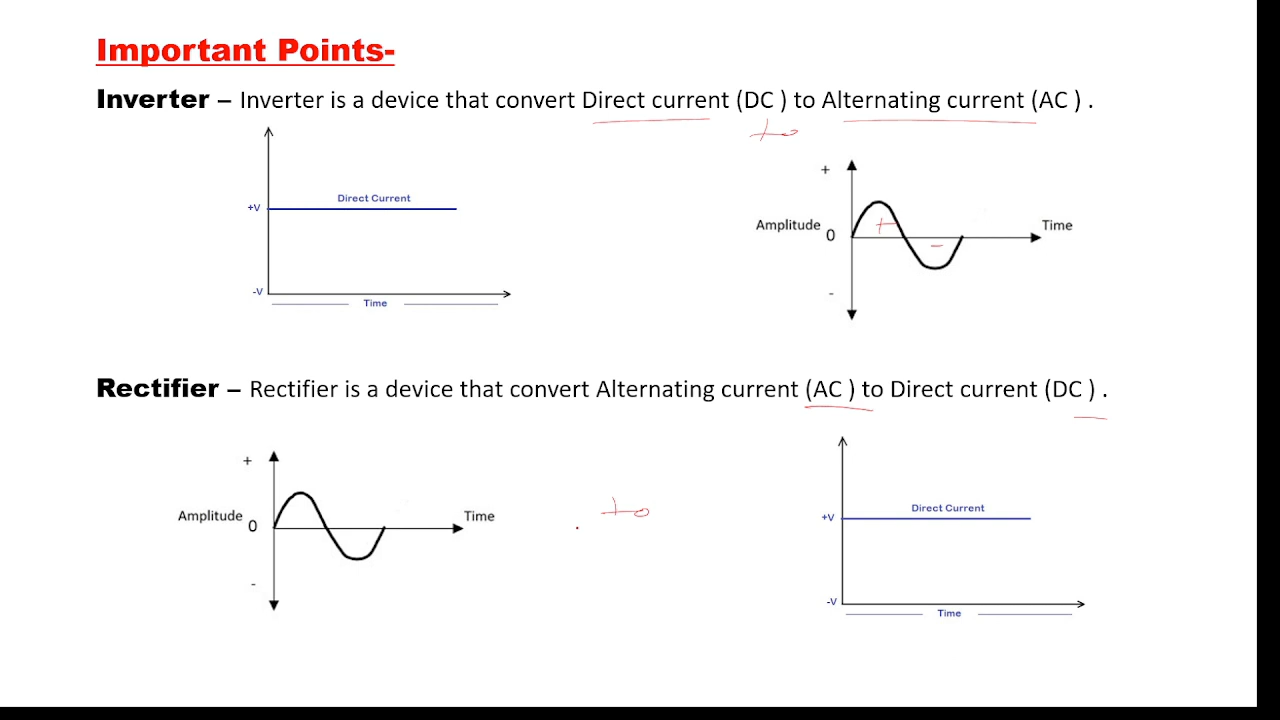 Important Points-
Inverter – Inverter is a device that convert Direct current (DC ) to Alternating current (AC ) .
to
+
Direct Current
+V
Amplitude
0
Time
+
-
-V
Time
-
Rectifier – Rectifier is a device that convert Alternating current (AC ) to Direct current (DC ) .
+
Amplitude
0
Time
-
to
Direct Current
+V
-V
Time